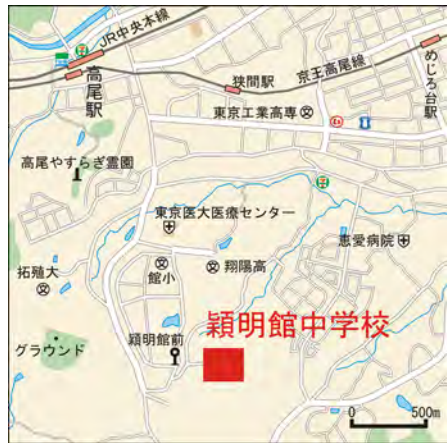 JR中央本線
高尾駅
狭間駅
京王高尾線
めじろ台駅
東京工業高専
高尾やすらぎ霊園
東京医大医療センター
恵愛病院
館小
翔陽高
拓殖大
穎明館中学校
穎明館前
グラウンド
0 500m